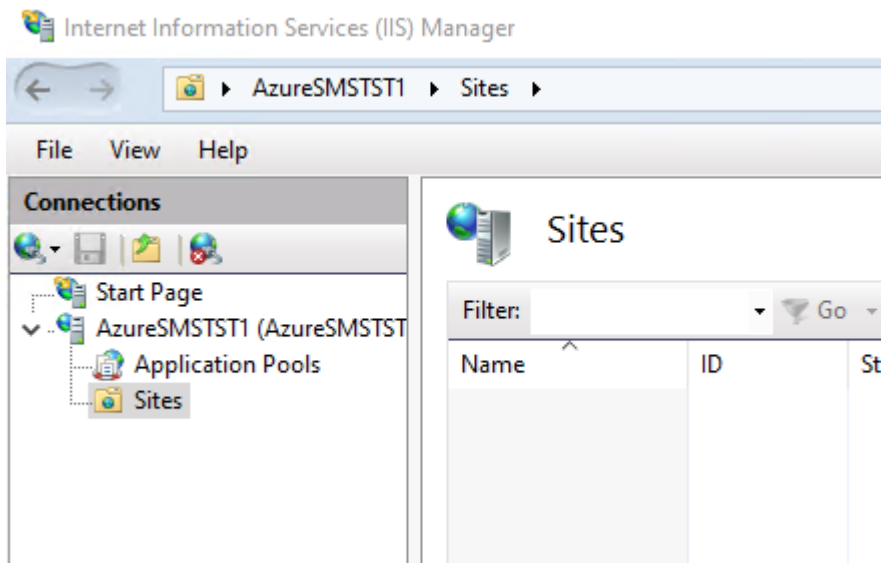 Internet Information Services (IIS) Manager
AzureSMSTST1 Sites
File View Help
Connections
Start Page
AzureSMSTST1 (AzureSMSTST
Application Pools
Sites
Sites
Filter: Go
Name ID St